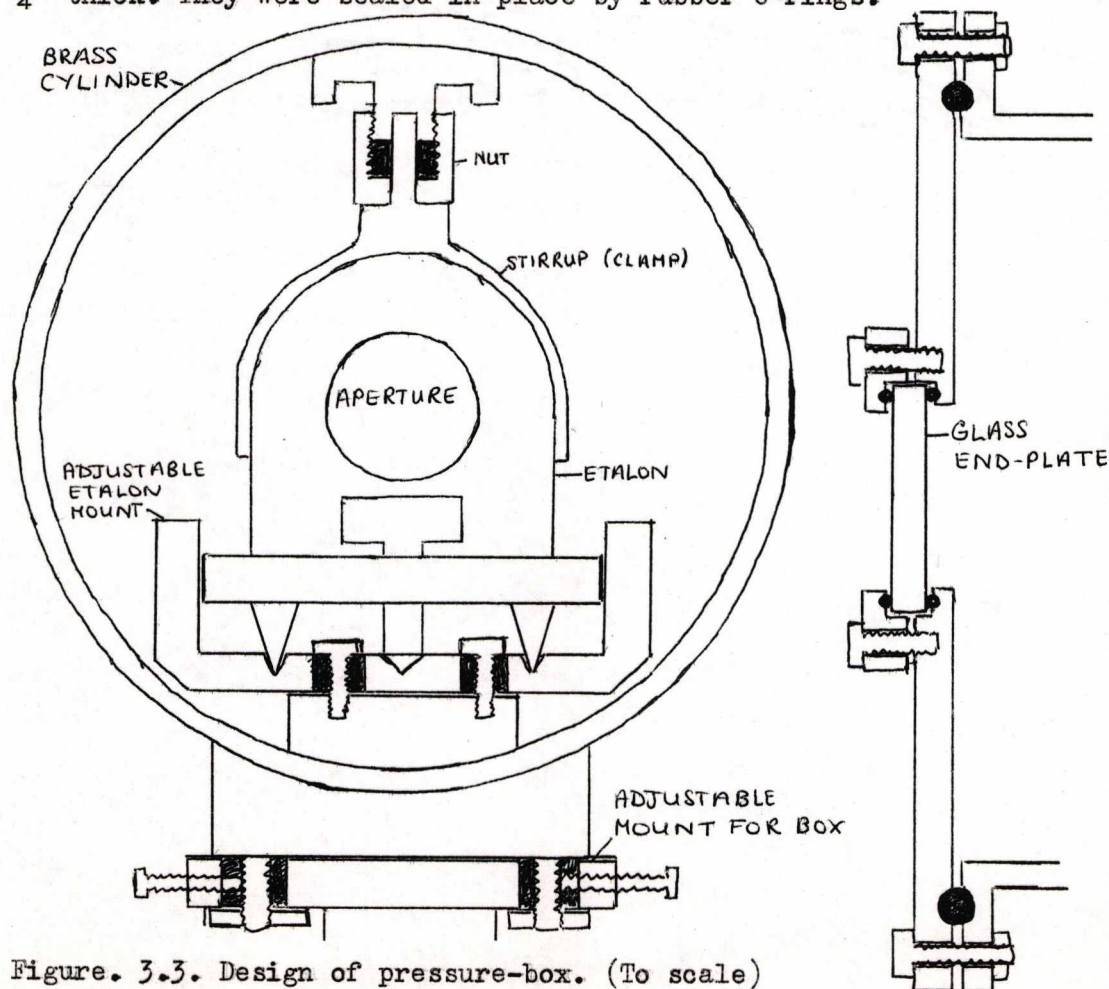 4 thick. They were sealed in place by rubber O-rings.
BRASS
CYLINDER
NUT
STIRRUP (CLAMP)
APERTURE
GLASS
END-PLATE
ADJUSTABLE
ETALON
MOUNT
ETALON
ADJUSTABLE
MOUNT FOR BOX
Figure. 3.3. Design of pressure-box. (To scale)